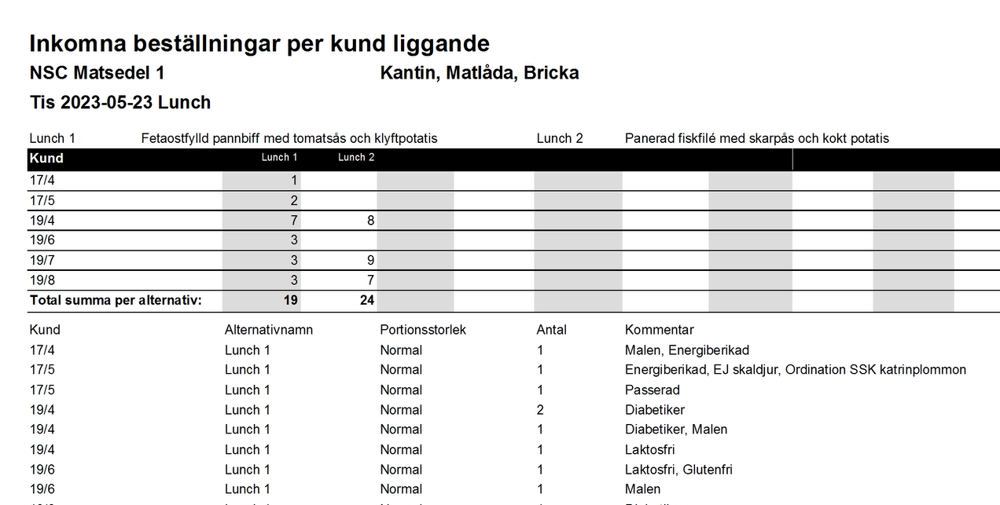 Inkomna beställningar per kund liggande
NSC Matsedel 1 Kantin, Matlåda, Bricka
Tis 2023-05-23 Lunch
Lunch 1 Fetaostfylld pannbiff med tomatsås och klyftpotatis Lunch 2 Panerad fiskfilé med skarpås och kokt potatis
Kund Lunch 1 Lunch 2
17/4 1
17/5 2
19/4 7 8
19/6 3
19/7 3 9
19/8 3 7
Total summa per alternativ: 19 24
Kund Alternativnamn Portionsstorlek Antal Kommentar
17/4 Lunch 1 Normal 1 Malen, Energiberikad
17/5 Lunch 1 Normal 1 Energiberikad, EJ skaldjur, Ordination SSK katrinplommon
17/5 Lunch 1 Normal 1 Passerad
19/4 Lunch 1 Normal 2 Diabetiker
19/4 Lunch 1 Normal 1 Diabetiker, Malen
19/4 Lunch 1 Normal 1 Laktosfri
19/6 Lunch 1 Normal 1 Laktosfri, Glutenfri
19/6 Lunch 1 Normal 1 Malen